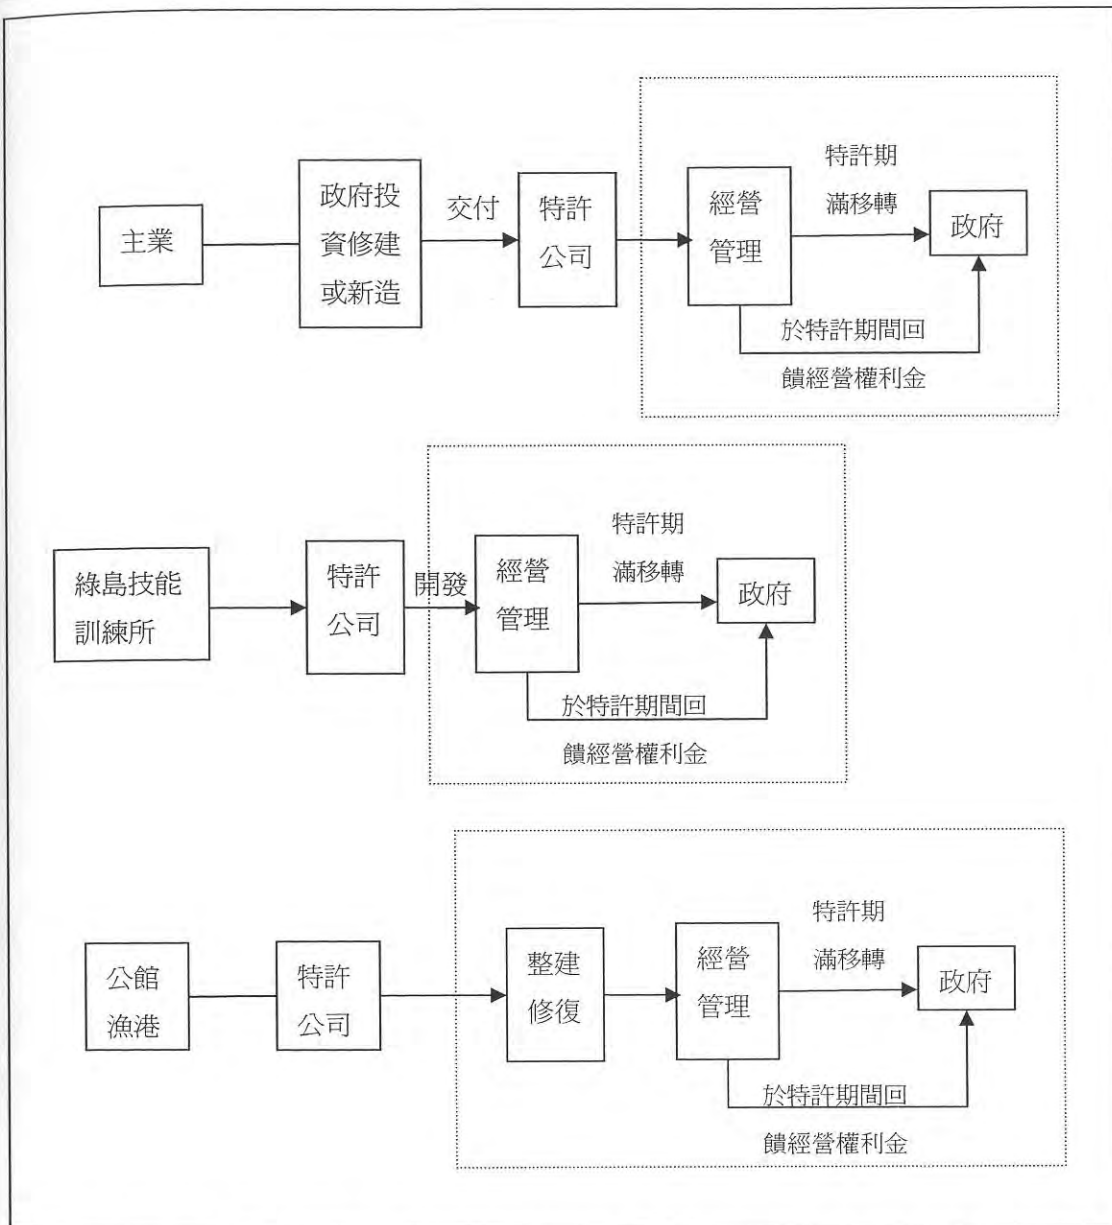 主業
政府投
資修建
或新造
交付
特許
公司
經營
管理
特許期
滿移轉
政府
於特許期間回
饋經營權利金
綠島技能
訓練所
特許
公司
開發
經營
管理
特許期
滿移轉
政府
於特許期間回
饋經營權利金
公館
漁港
特許
公司
整建
修復
經營
管理
特許期
滿移轉
政府
於特許期間回
饋經營權利金